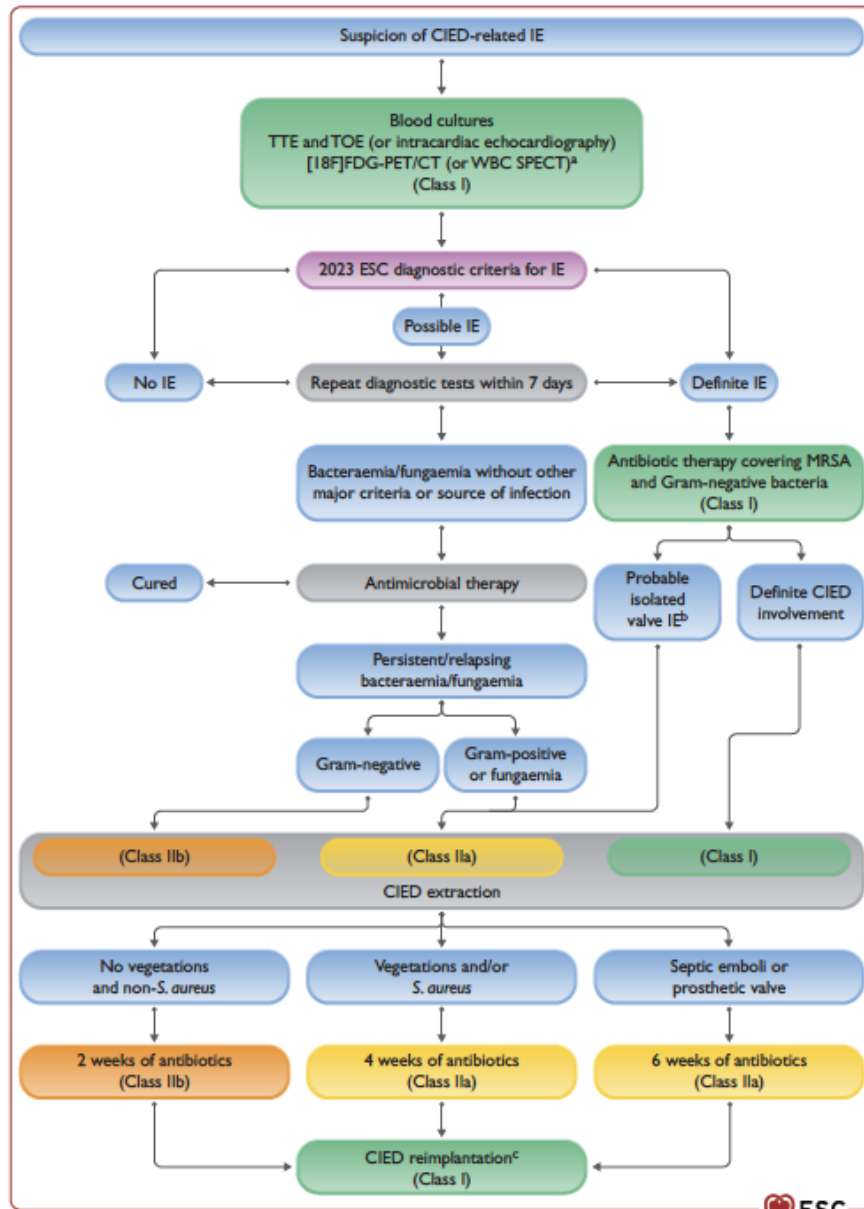 Suspicion of CIED-related IE
Blood cultures
TTE and TOE (or intracardiac echocardiography)
[18F]FDG-PET/CT (or WBC SPECT)ᵃ
(Class I)
2023 ESC diagnostic criteria for IE
Possible IE
No IE
Repeat diagnostic tests within 7 days
Definite IE
Bacteraemia/fungaemia without other
major criteria or source of infection
Antibiotic therapy covering MRSA
and Gram-negative bacteria
(Class I)
Cured
Antimicrobial therapy
Probable
isolated
valve IEᵇ
Definite CIED
involvement
Persistent/relapsing
bacteraemia/fungaemia
Gram-negative
Gram-positive
or fungaemia
(Class IIb)
(Class IIa)
(Class I)
CIED extraction
No vegetations
and non-S. aureus
Vegetations and/or
S. aureus
Septic emboli or
prosthetic valve
2 weeks of antibiotics
(Class IIb)
4 weeks of antibiotics
(Class IIa)
6 weeks of antibiotics
(Class IIa)
CIED reimplantationᶜ
(Class I)
ESC